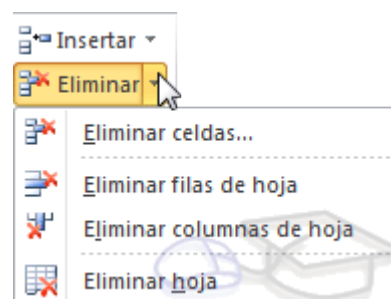 Insertar
Eliminar
Eliminar celdas...
Eliminar filas de hoja
Eliminar columnas de hoja
Eliminar hoja